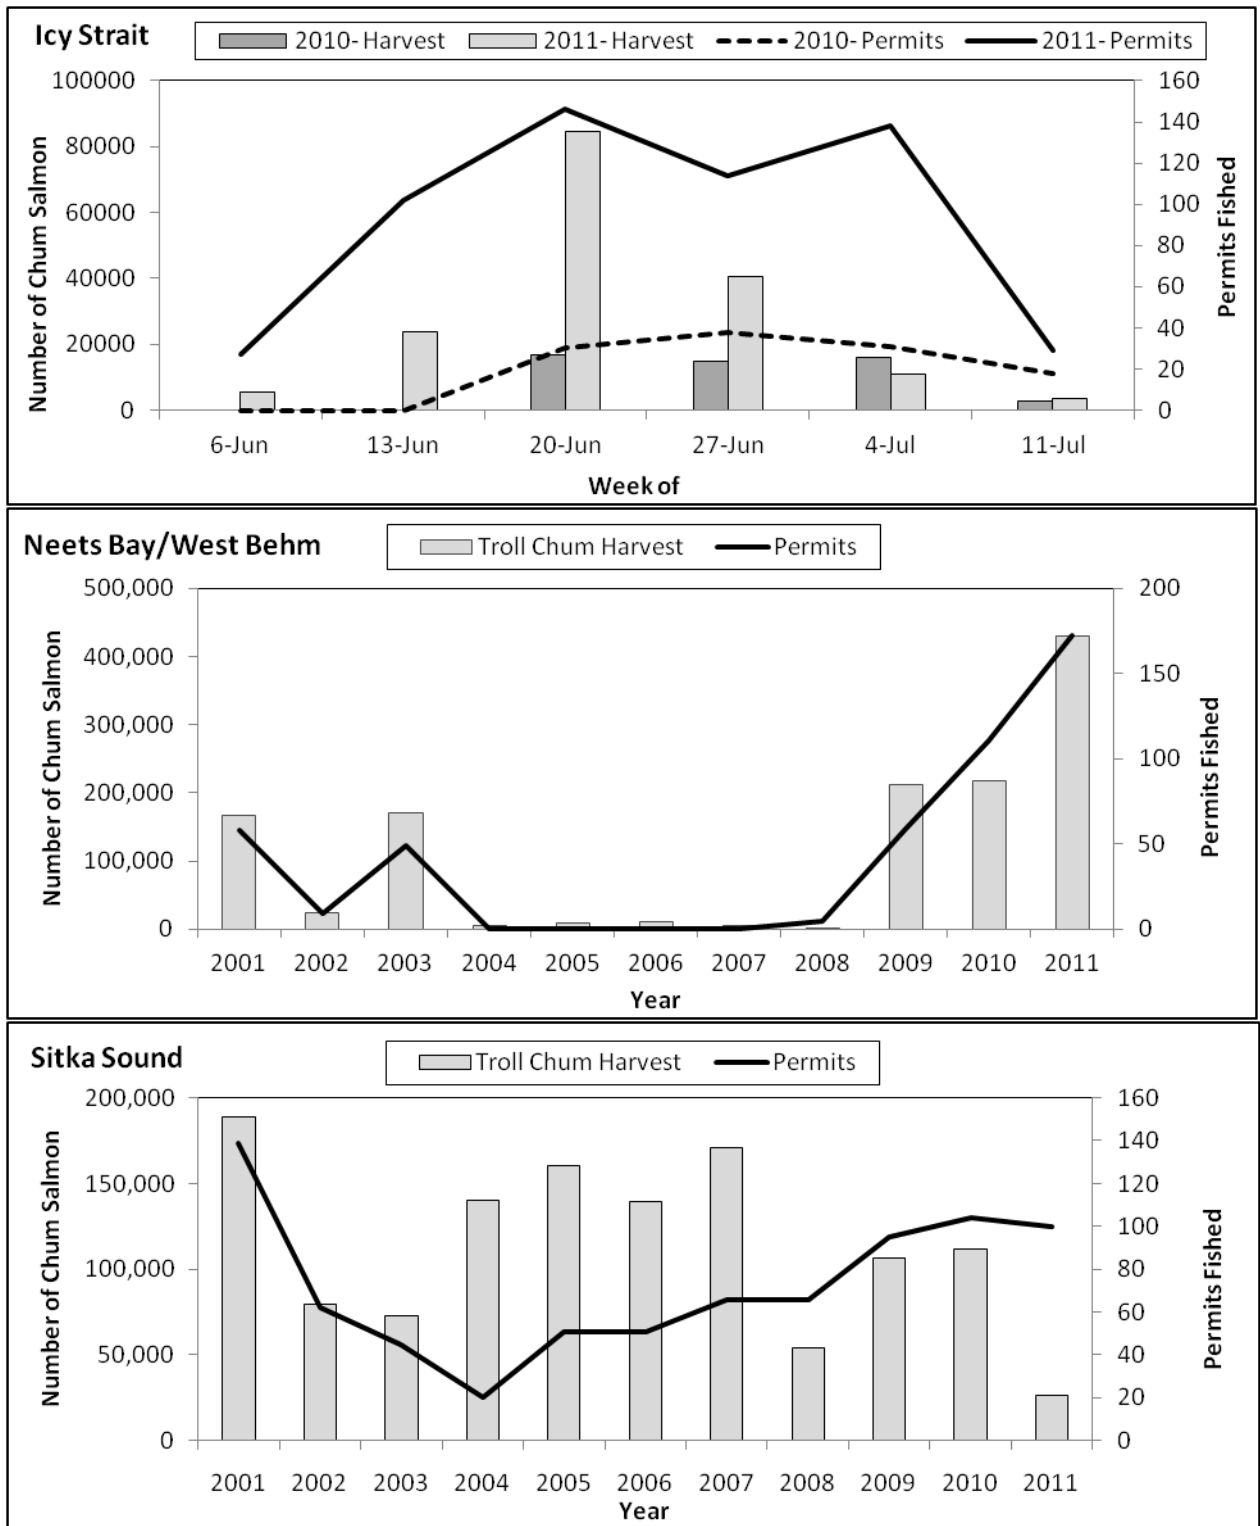 Icy Strait
2010- Harvest 2011- Harvest 2010- Permits 2011- Permits
100000 160
140
80000 120
60000 100
80
40000 60
20000 40
20
0 0
Number of Chum Salmon
Permits Fished
6-Jun 13-Jun 20-Jun 27-Jun 4-Jul 11-Jul
Week of
Neets Bay/West Behm
Troll Chum Harvest Permits
500,000 200
400,000 150
300,000
100
200,000
100,000 50
0 0
Number of Chum Salmon
Permits Fished
2001 2002 2003 2004 2005 2006 2007 2008 2009 2010 2011
Year
Sitka Sound
Troll Chum Harvest Permits
200,000 160
140
150,000 120
100
100,000 80
60
50,000 40
20
0 0
Number of Chum Salmon
Permits Fished
2001 2002 2003 2004 2005 2006 2007 2008 2009 2010 2011
Year